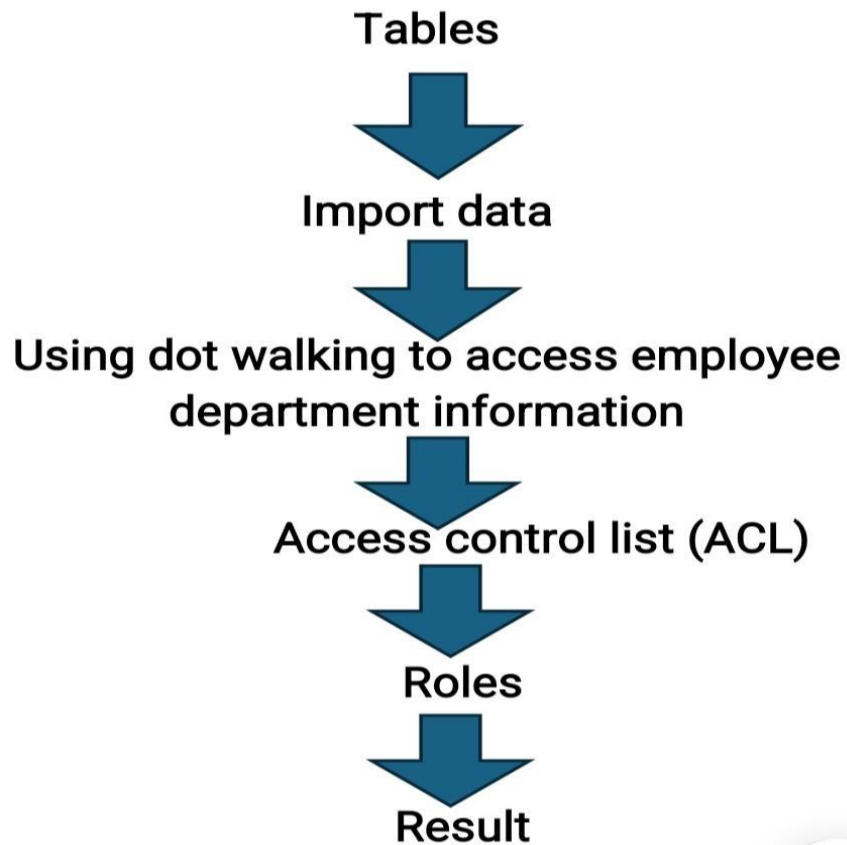 Tables
Import data
Using dot walking to access employee
department information
Access control list (ACL)
Roles
Result